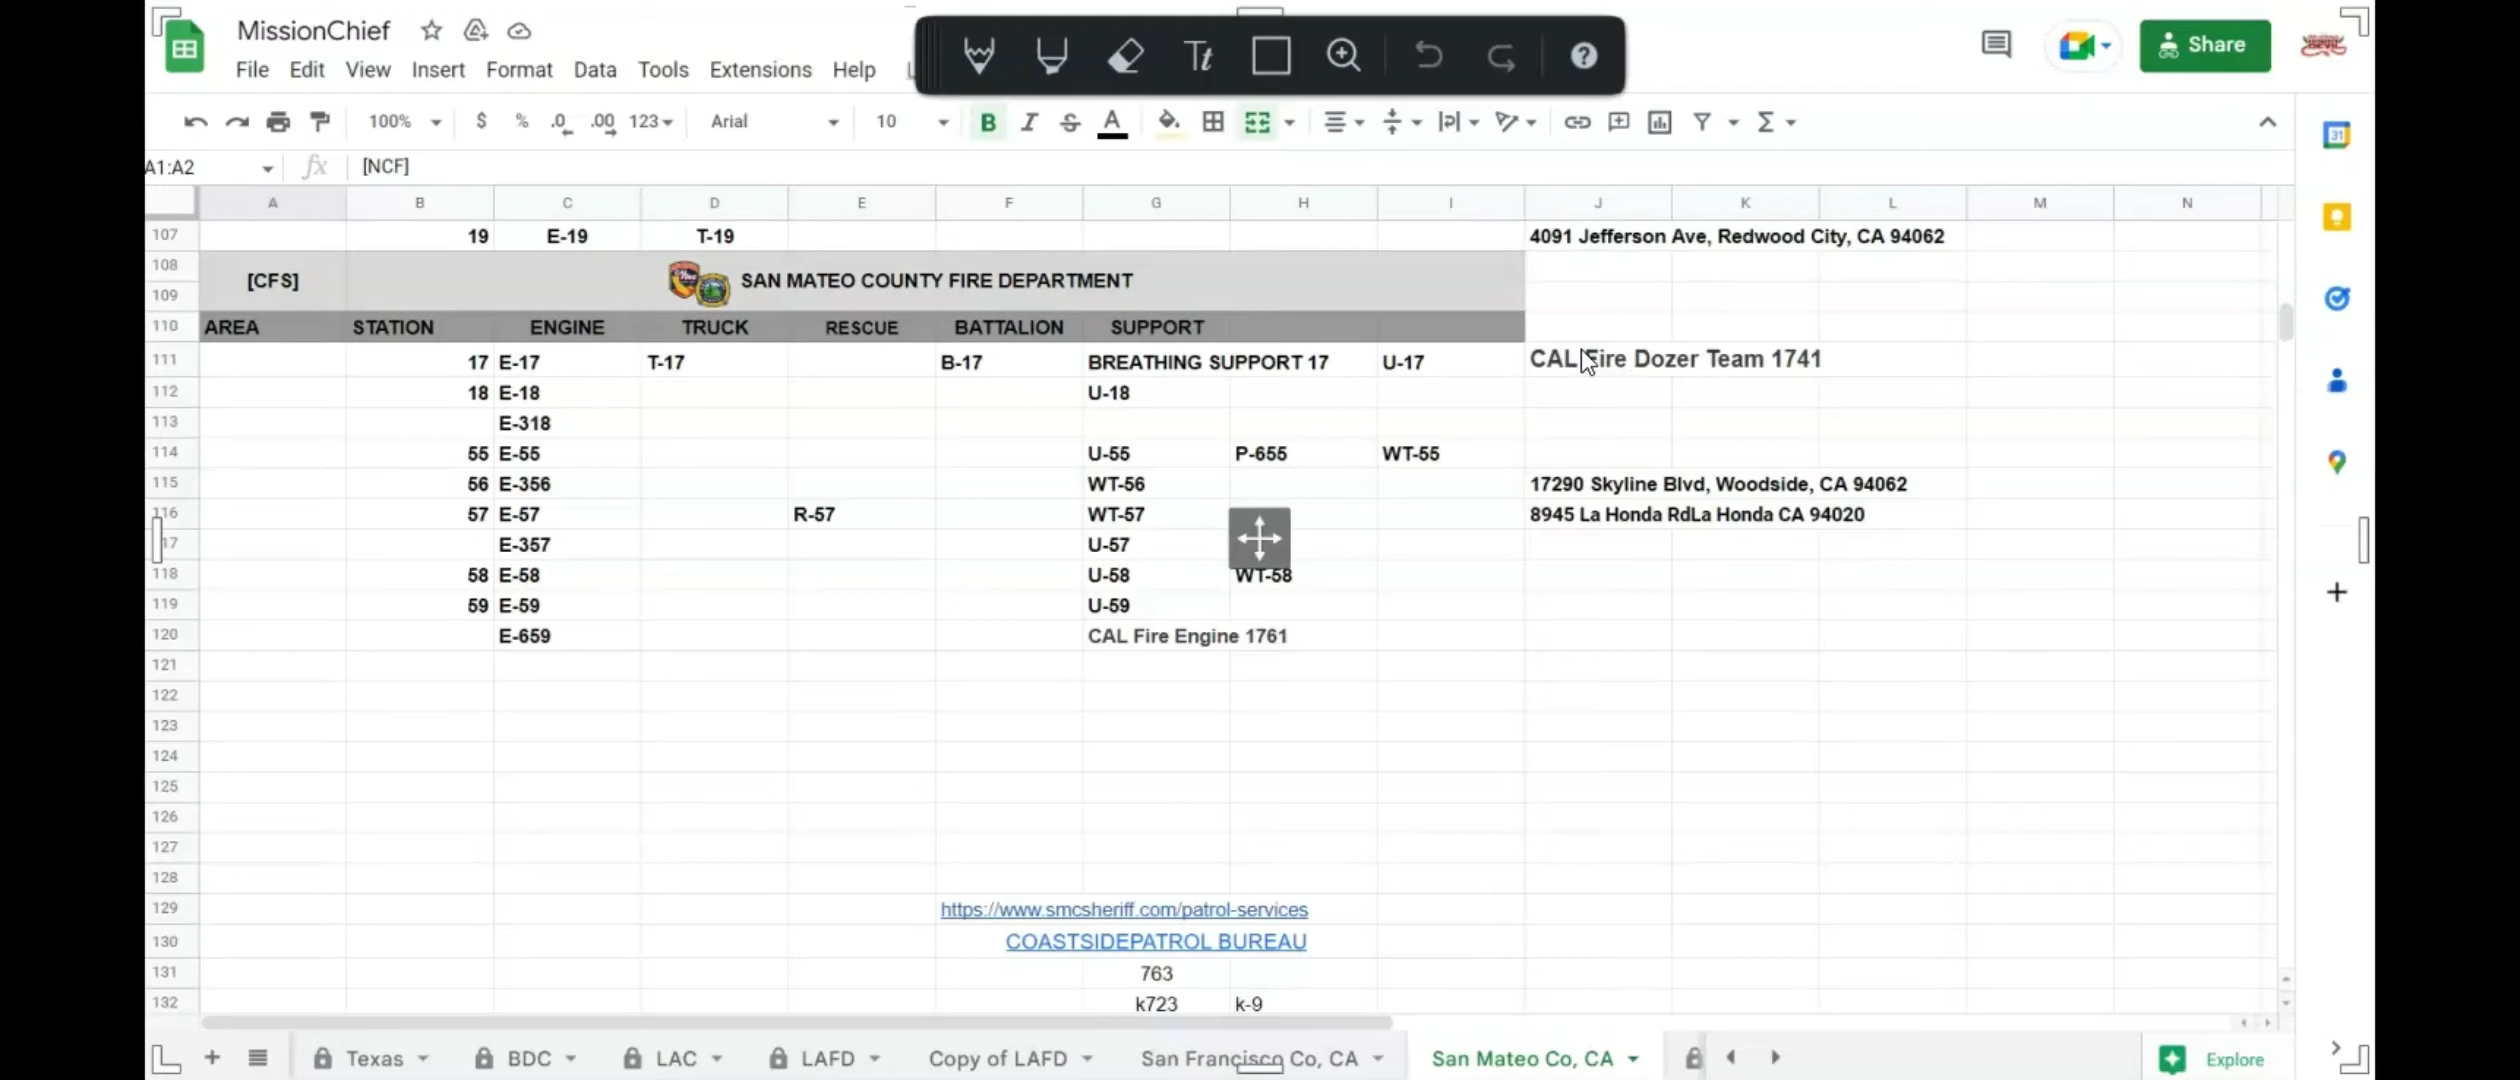 MissionChief
File Edit View Insert Format Data Tools Extensions Help
Share
100% $ % .0 .00 123 Arial 10 B I S A
A1:A2 fx [NCF]
A B C D E F G H I J K L M N
107 19 E-19 T-19 4091 Jefferson Ave, Redwood City, CA 94062
108
[CFS] SAN MATEO COUNTY FIRE DEPARTMENT
109
110 AREA STATION ENGINE TRUCK RESCUE BATTALION SUPPORT
111 17 E-17 T-17 B-17 BREATHING SUPPORT 17 U-17 CAL Fire Dozer Team 1741
112 18 E-18 U-18
113 E-318
114 55 E-55 U-55 P-655 WT-55
115 56 E-356 WT-56 17290 Skyline Blvd, Woodside, CA 94062
116 57 E-57 R-57 WT-57 8945 La Honda RdLa Honda CA 94020
17 E-357 U-57
118 58 E-58 U-58 WT-58
119 59 E-59 U-59
120 E-659 CAL Fire Engine 1761
121
122
123
124
125
126
127
128
129 https://www.smcsheriff.com/patrol-services
130 COASTSIDEPATROL BUREAU
131 763
132 k723 k-9
Texas BDC LAC LAFD Copy of LAFD San Francisco Co, CA San Mateo Co, CA Explore